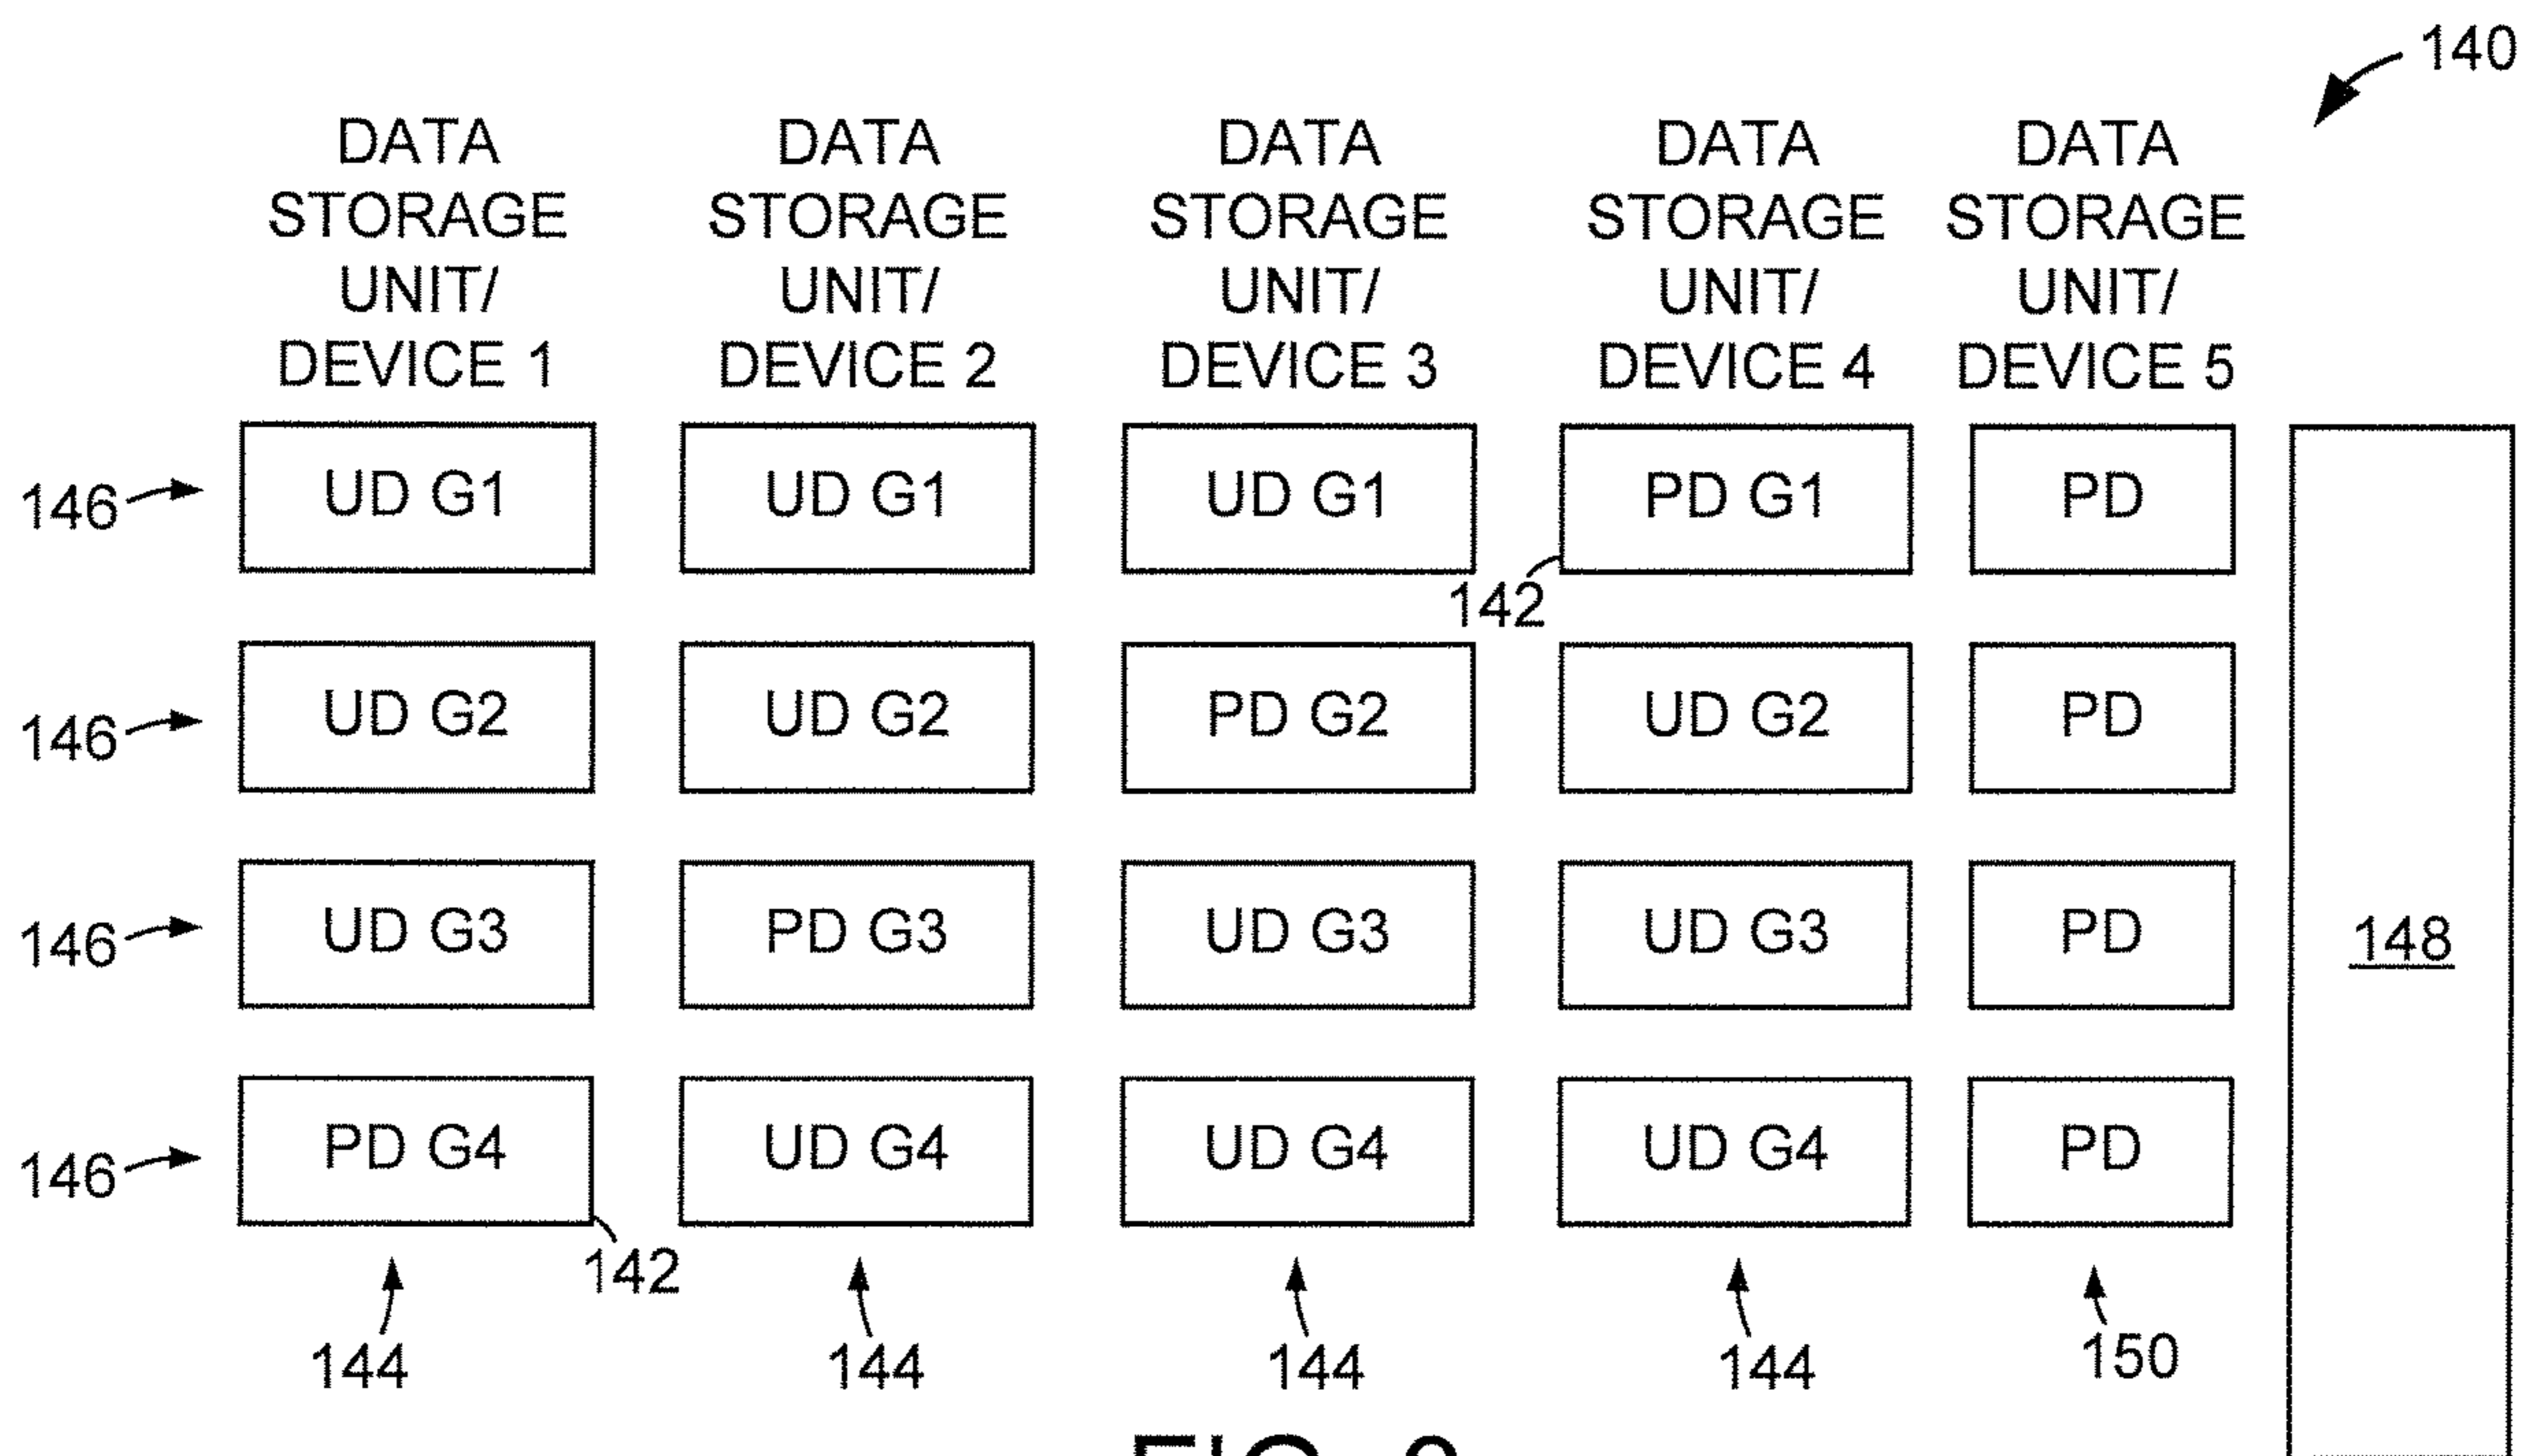 140
DATA DATA DATA DATA DATA
STORAGE STORAGE STORAGE STORAGE STORAGE
UNIT/ UNIT/ UNIT/ UNIT/ UNIT/
DEVICE 1 DEVICE 2 DEVICE 3 DEVICE 4 DEVICE 5
146 UD G1 UD G1 UD G1 PD G1 PD
142
146 UD G2 UD G2 PD G2 UD G2 PD
146 UD G3 PD G3 UD G3 UD G3 PD 148
146 PD G4 UD G4 UD G4 UD G4 PD
142
144 144 144 144 150
FIG.